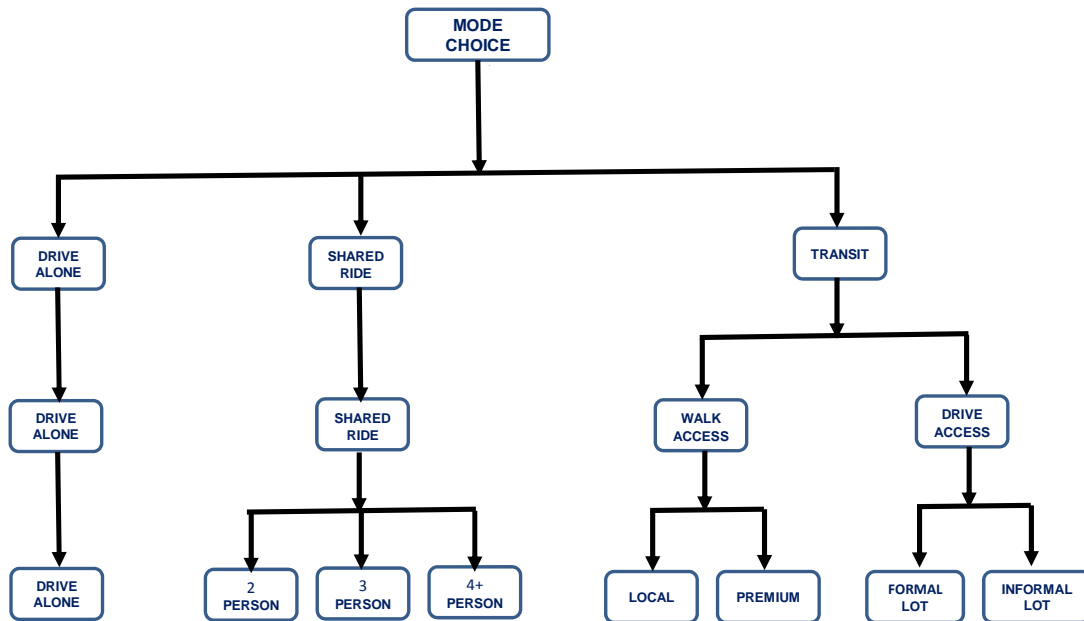 MODE
CHOICE
DRIVE
ALONE
SHARED
RIDE
TRANSIT
DRIVE
ALONE
SHARED
RIDE
WALK
ACCESS
DRIVE
ACCESS
DRIVE
ALONE
2
PERSON
3
PERSON
4+
PERSON
LOCAL
PREMIUM
FORMAL
LOT
INFORMAL
LOT